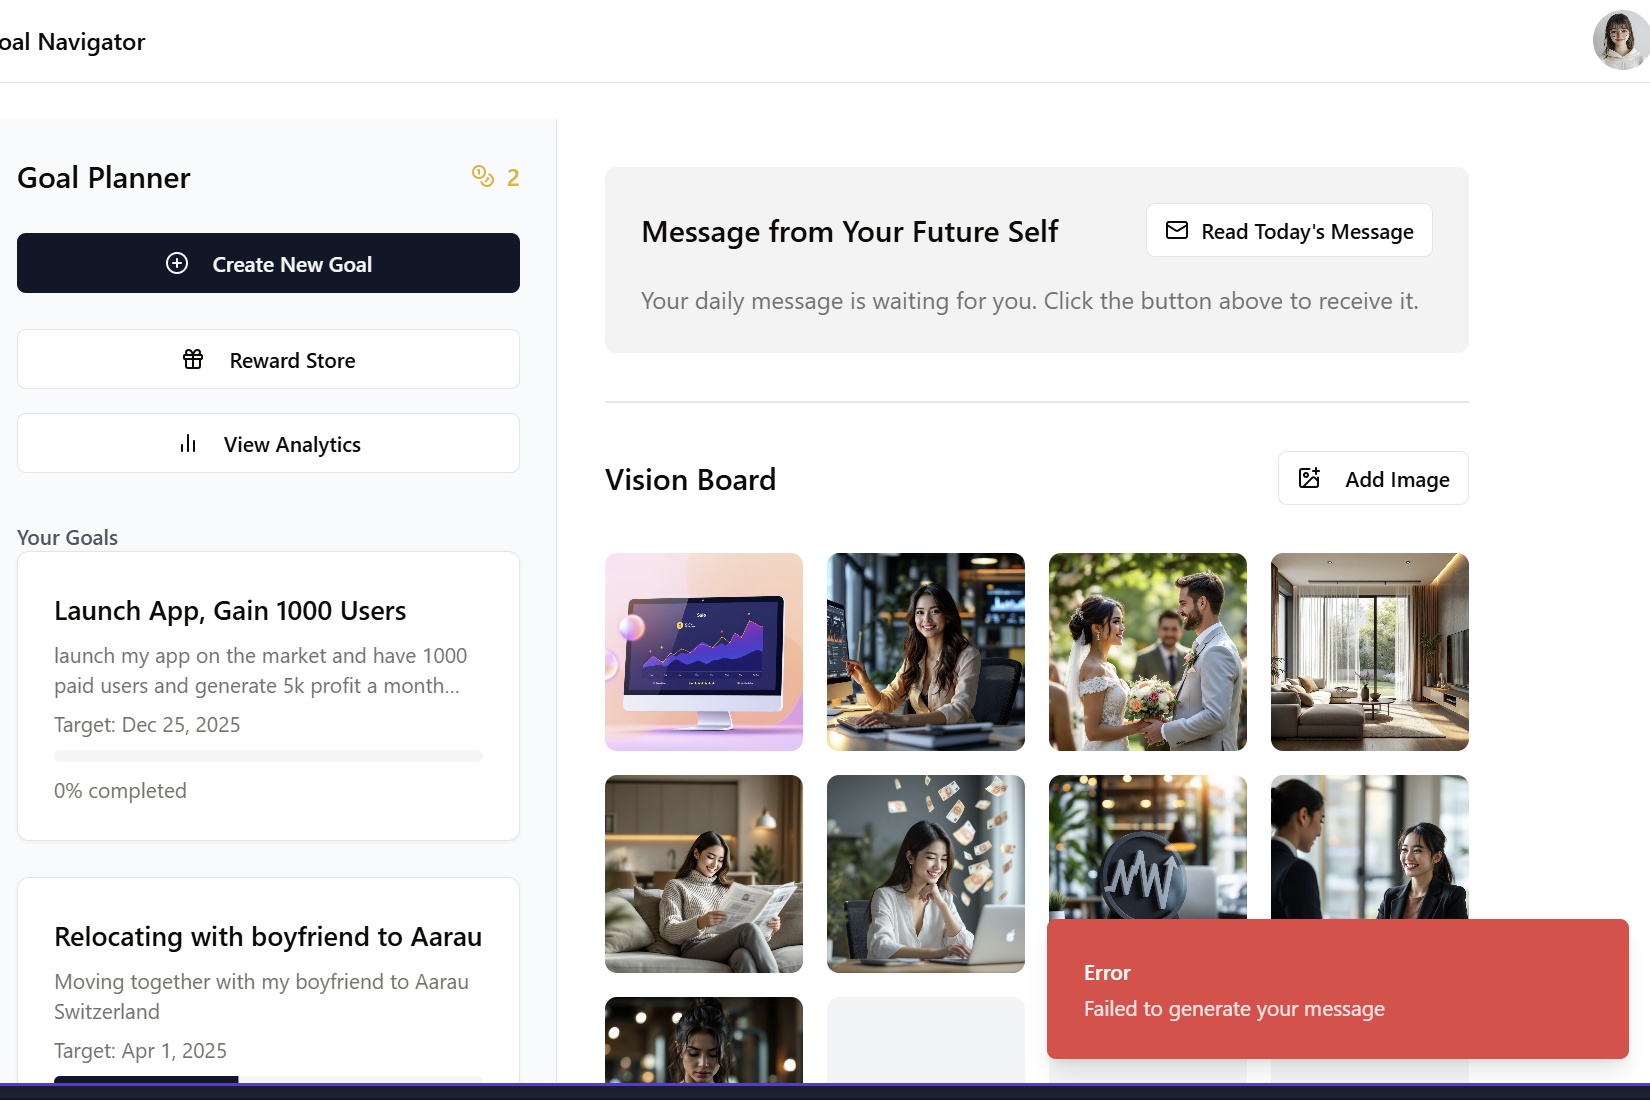 oal Navigator
Goal Planner
2
Create New Goal
Reward Store
View Analytics
Your Goals
Launch App, Gain 1000 Users
launch my app on the market and have 1000
paid users and generate 5k profit a month...
Target: Dec 25, 2025
0% completed
Relocating with boyfriend to Aarau
Moving together with my boyfriend to Aarau
Switzerland
Target: Apr 1, 2025
Message from Your Future Self
Read Today's Message
Your daily message is waiting for you. Click the button above to receive it.
Vision Board
Add Image
Error
Failed to generate your message